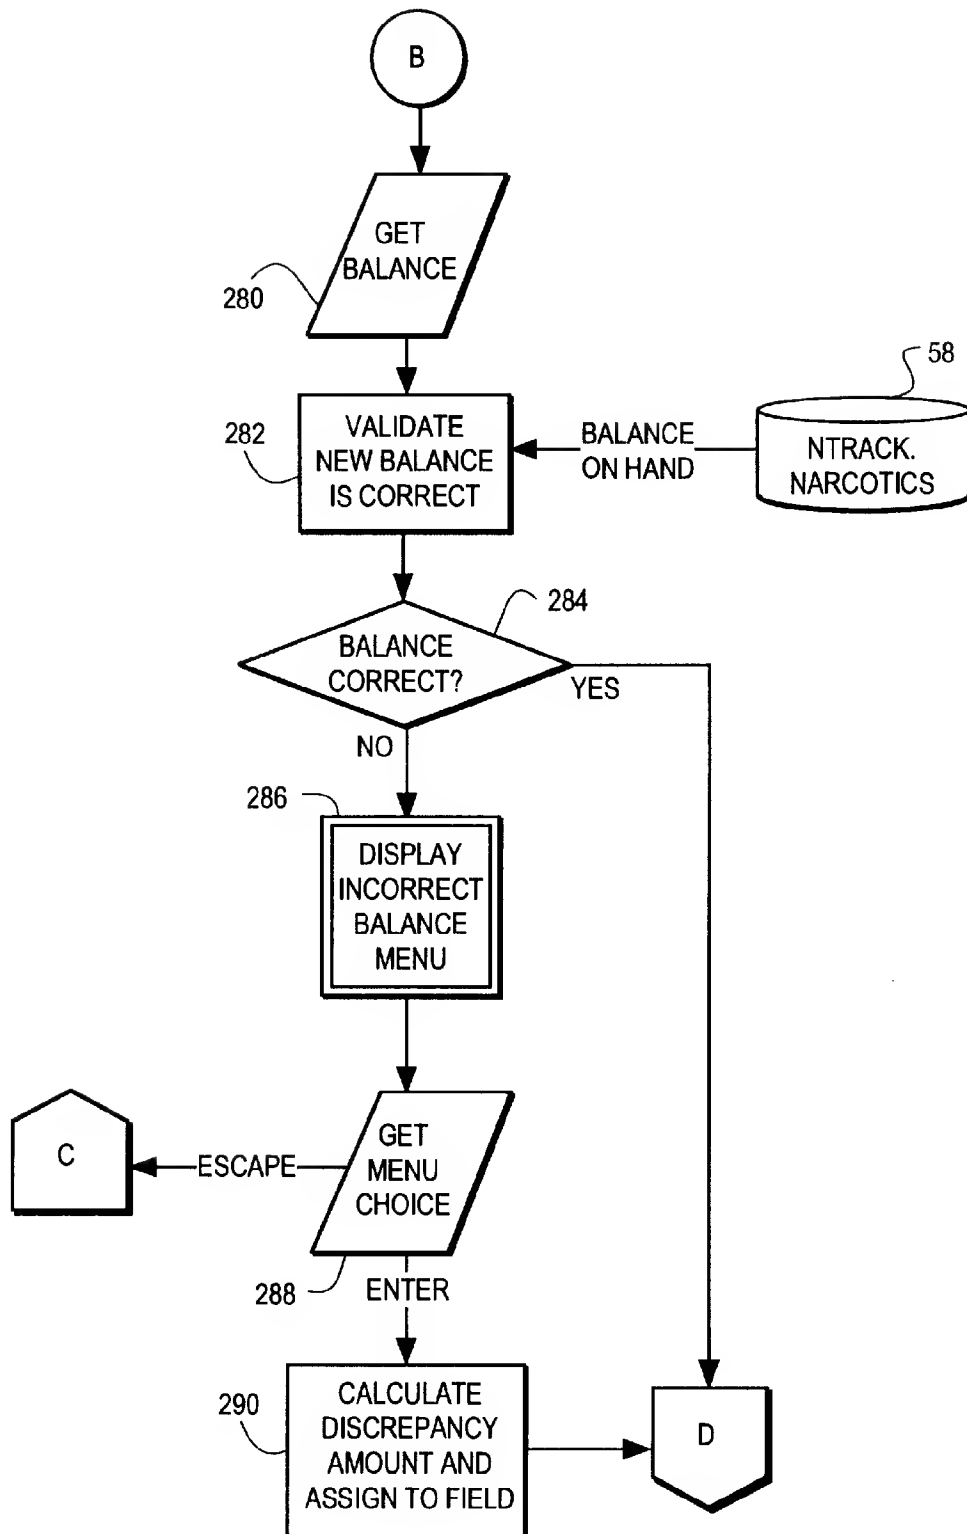 B
GET
BALANCE
280
58
282
VALIDATE
NEW BALANCE
IS CORRECT
BALANCE
ON HAND
NTRACK.
NARCOTICS
284
BALANCE
CORRECT?
YES
NO
286
DISPLAY
INCORRECT
BALANCE
MENU
C
ESCAPE
GET
MENU
CHOICE
288
ENTER
290
CALCULATE
DISCREPANCY
AMOUNT AND
ASSIGN TO FIELD
D